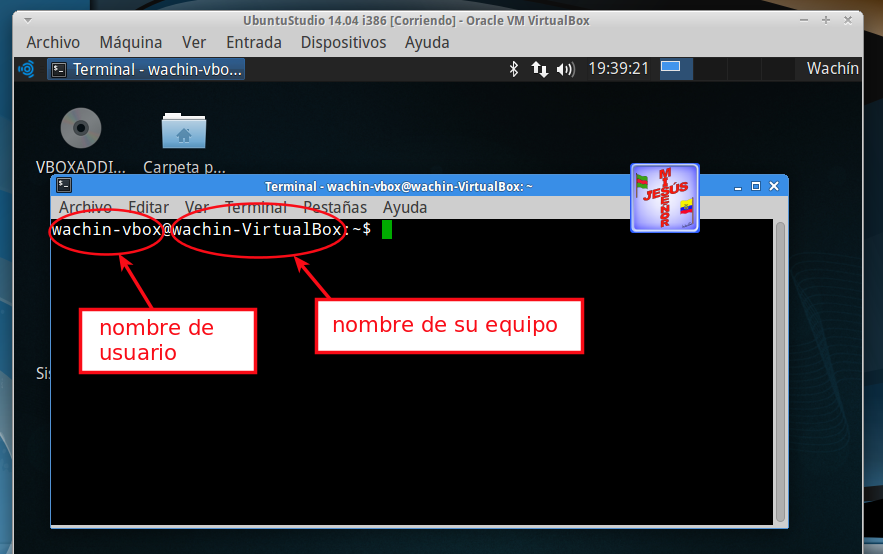 UbuntuStudio 14.04 i386 [Corriendo] - Oracle VM VirtualBox
Archivo Máquina Ver Entrada Dispositivos Ayuda
Terminal - wachin-vbo... 19:39:21 Wachín
VBOXADDI... Carpeta p...
Terminal - wachin-vbox@wachin-VirtualBox: ~
Archivo Editar Ver Terminal Pestañas Ayuda
MI SEÑOR
JESÚS
wachin-vbox@wachin-VirtualBox:~$
nombre de
usuario
nombre de su equipo
Sis